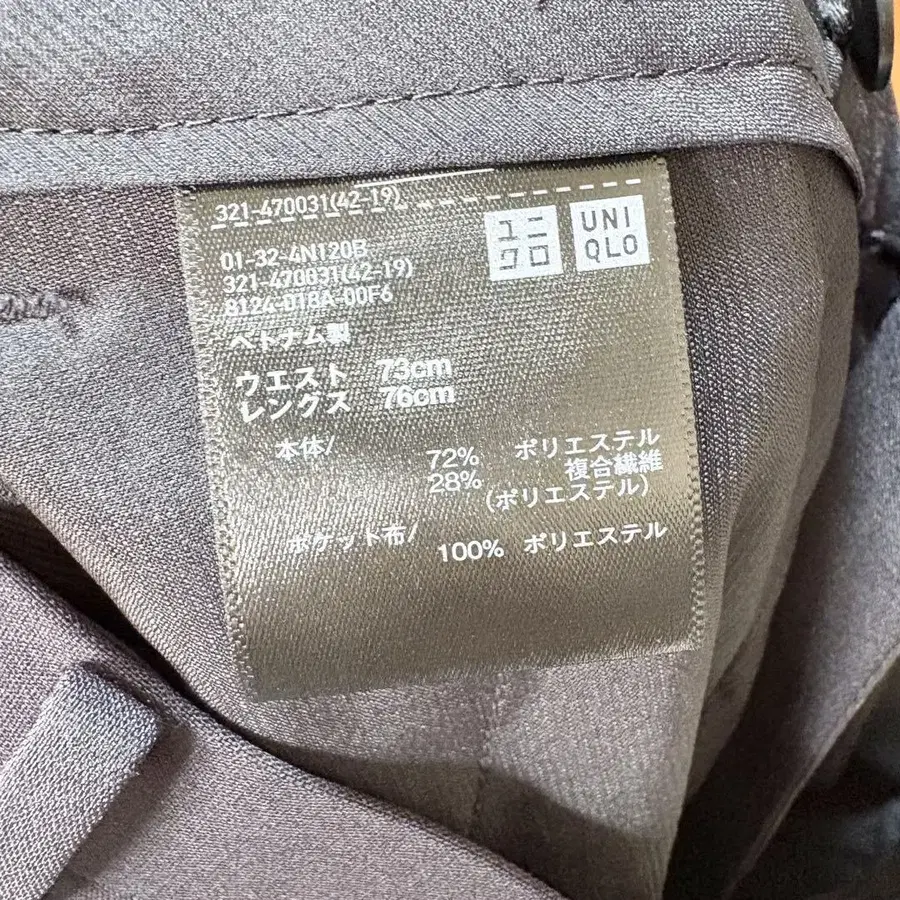 321-470031(42-19)
ユニ
クロ
UNI
QLO
01-32-4N120B
321-470031(42-19)
8124-018A-00F6
ベトナム製
ウエスト 73cm
レングス 76cm
本体/ 72% ポリエステル
28% 複合繊維
(ポリエステル)
ポケット布/ 100% ポリエステル